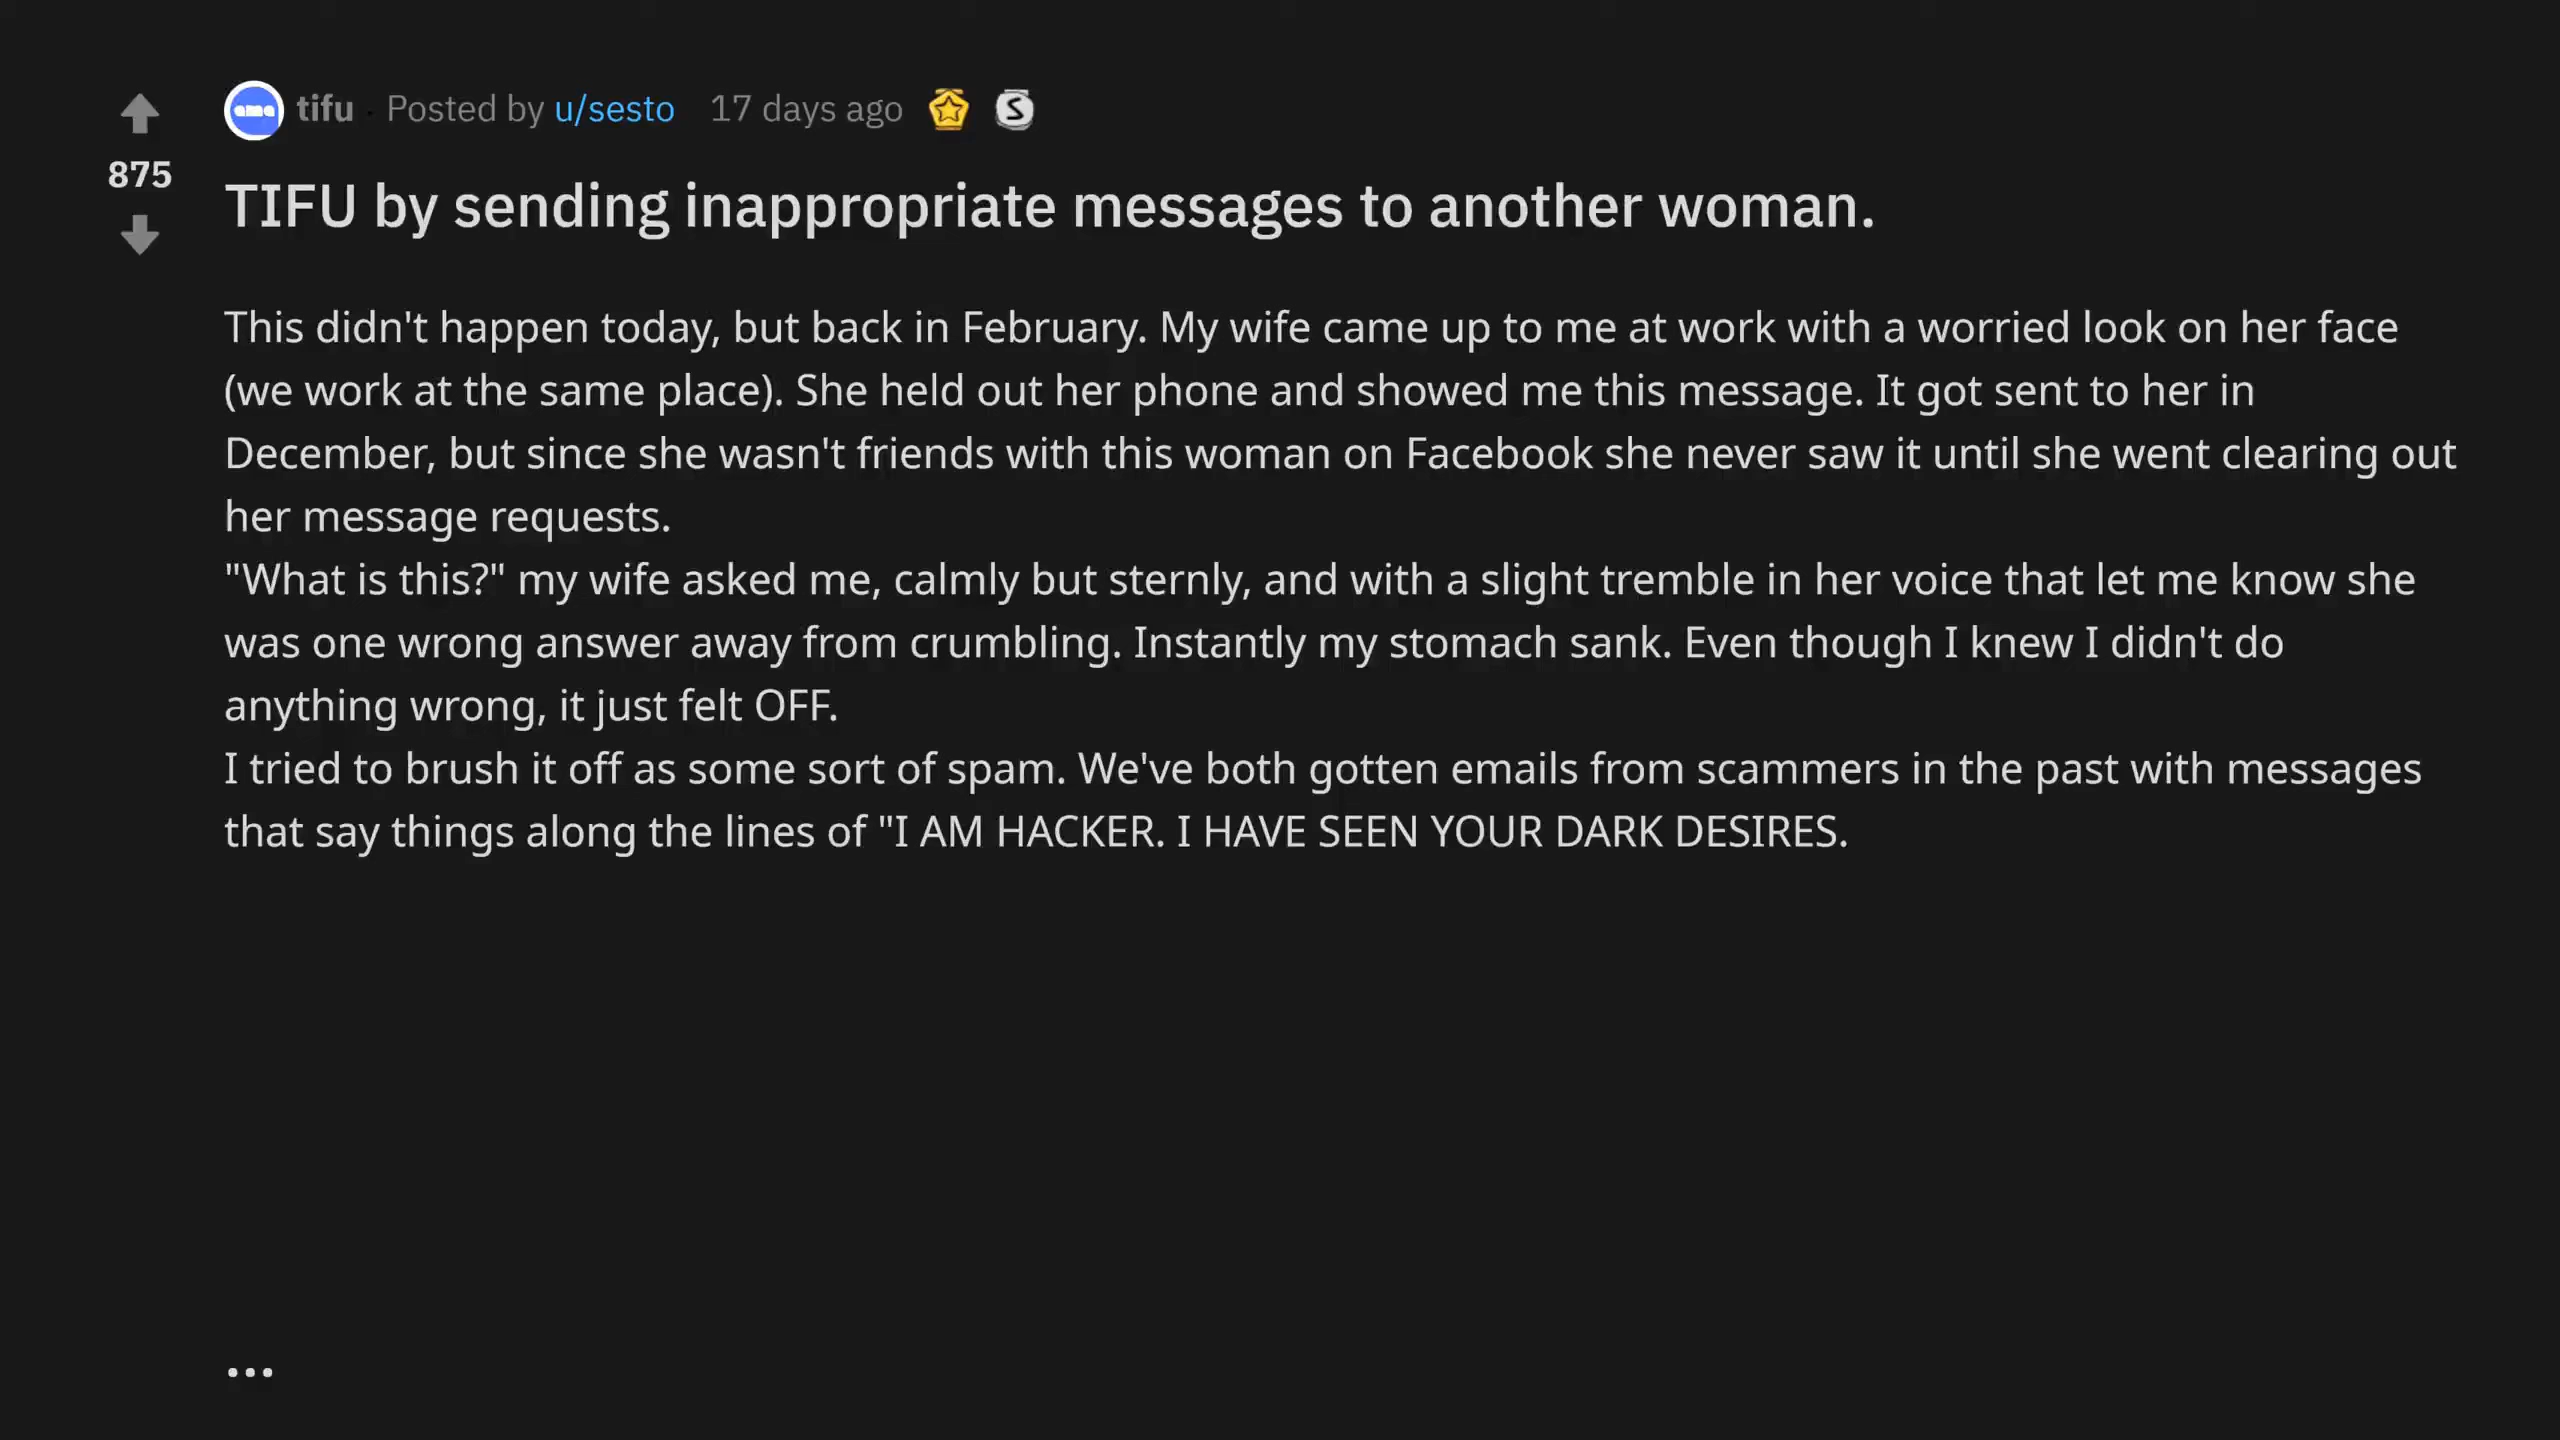 ama tifu · Posted by u/sesto 17 days ago
875
TIFU by sending inappropriate messages to another woman.
This didn't happen today, but back in February. My wife came up to me at work with a worried look on her face
(we work at the same place). She held out her phone and showed me this message. It got sent to her in
December, but since she wasn't friends with this woman on Facebook she never saw it until she went clearing out
her message requests.
"What is this?" my wife asked me, calmly but sternly, and with a slight tremble in her voice that let me know she
was one wrong answer away from crumbling. Instantly my stomach sank. Even though I knew I didn't do
anything wrong, it just felt OFF.
I tried to brush it off as some sort of spam. We've both gotten emails from scammers in the past with messages
that say things along the lines of "I AM HACKER. I HAVE SEEN YOUR DARK DESIRES.
...